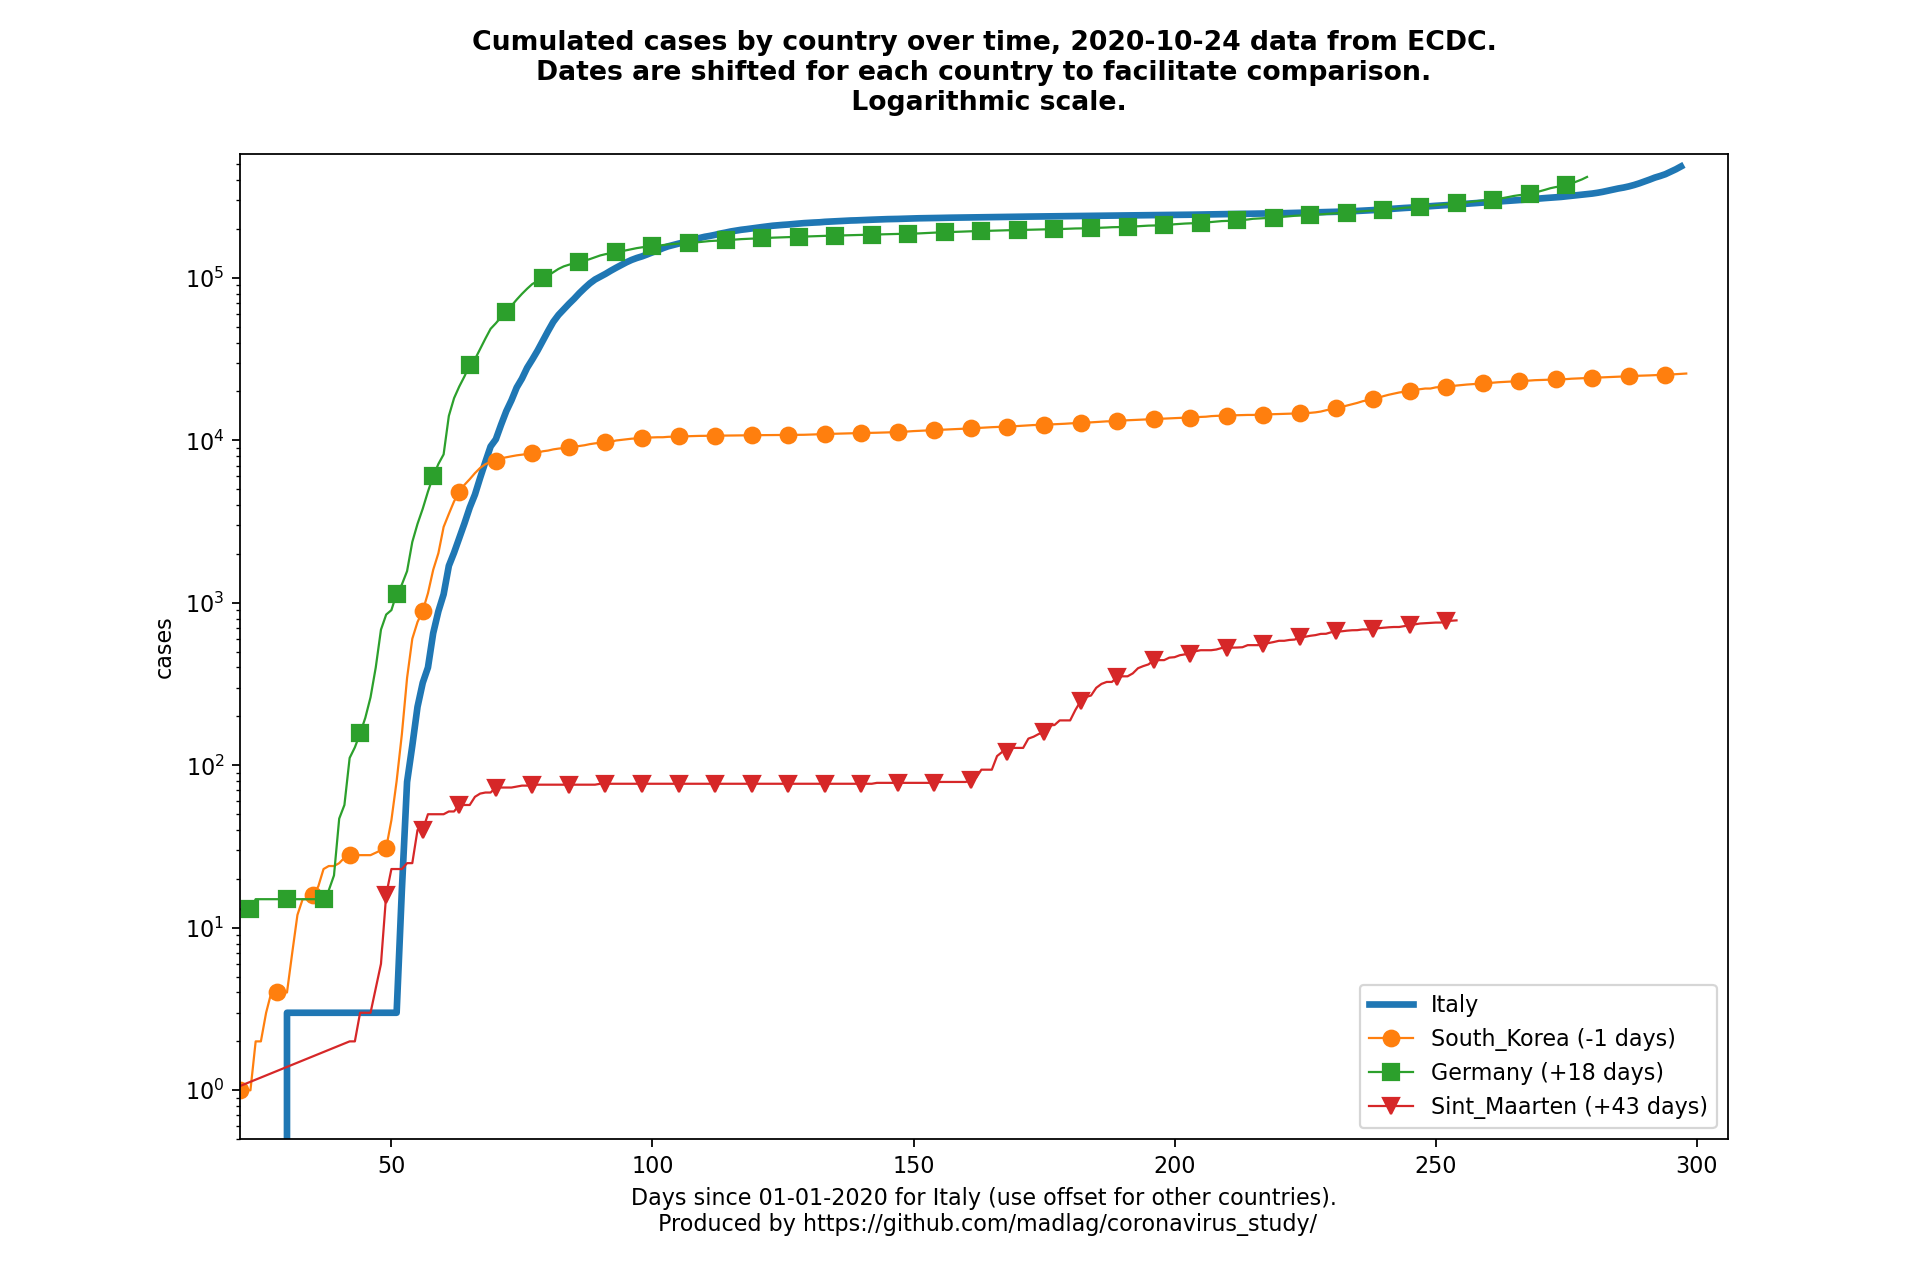 Cumulated cases by country over time, 2020-10-24 data from ECDC.
Dates are shifted for each country to facilitate comparison.
Logarithmic scale.
10^5
10^4
10^3
10^2
10^1
10^0
cases
Italy
South_Korea (-1 days)
Germany (+18 days)
Sint_Maarten (+43 days)
50 100 150 200 250 300
Days since 01-01-2020 for Italy (use offset for other countries).
Produced by https://github.com/madlag/coronavirus_study/